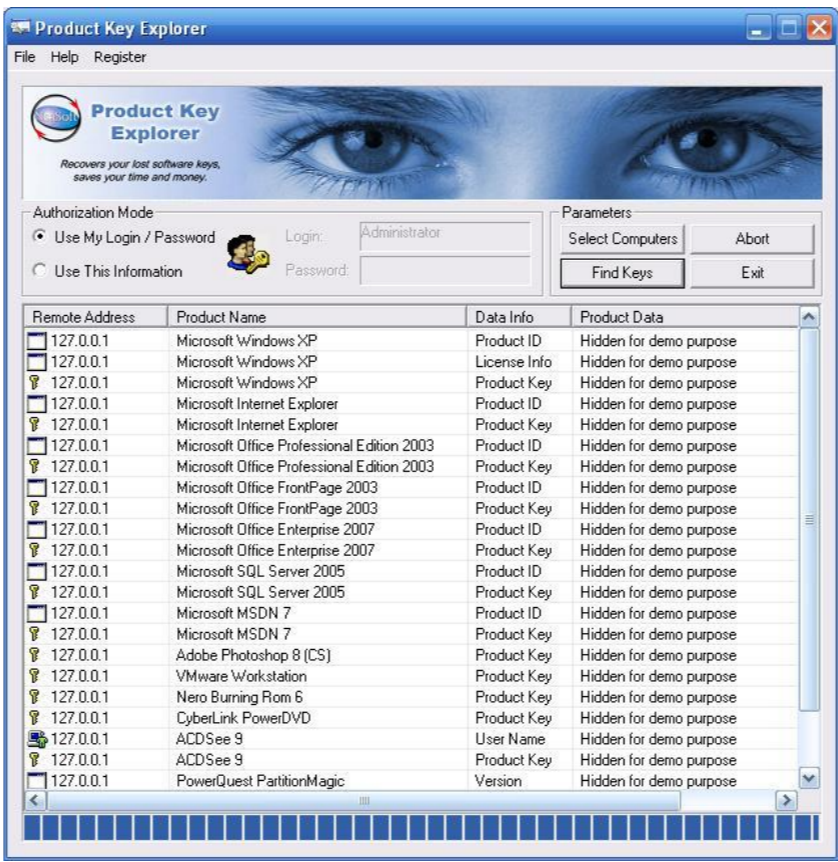 Product Key Explorer
File Help Register
Product Key
Explorer
Recovers your lost software keys,
saves your time and money.
Authorization Mode
Use My Login / Password
Login:
Administrator
Use This Information
Password:
Parameters
Select Computers
Abort
Find Keys
Exit
Remote Address Product Name Data Info Product Data
127.0.0.1 Microsoft Windows XP Product ID Hidden for demo purpose
127.0.0.1 Microsoft Windows XP License Info Hidden for demo purpose
127.0.0.1 Microsoft Windows XP Product Key Hidden for demo purpose
127.0.0.1 Microsoft Internet Explorer Product ID Hidden for demo purpose
127.0.0.1 Microsoft Internet Explorer Product Key Hidden for demo purpose
127.0.0.1 Microsoft Office Professional Edition 2003 Product ID Hidden for demo purpose
127.0.0.1 Microsoft Office Professional Edition 2003 Product Key Hidden for demo purpose
127.0.0.1 Microsoft Office FrontPage 2003 Product ID Hidden for demo purpose
127.0.0.1 Microsoft Office FrontPage 2003 Product Key Hidden for demo purpose
127.0.0.1 Microsoft Office Enterprise 2007 Product ID Hidden for demo purpose
127.0.0.1 Microsoft Office Enterprise 2007 Product Key Hidden for demo purpose
127.0.0.1 Microsoft SQL Server 2005 Product ID Hidden for demo purpose
127.0.0.1 Microsoft SQL Server 2005 Product Key Hidden for demo purpose
127.0.0.1 Microsoft MSDN 7 Product ID Hidden for demo purpose
127.0.0.1 Microsoft MSDN 7 Product Key Hidden for demo purpose
127.0.0.1 Adobe Photoshop 8 (CS) Product Key Hidden for demo purpose
127.0.0.1 VMware Workstation Product Key Hidden for demo purpose
127.0.0.1 Nero Burning Rom 6 Product Key Hidden for demo purpose
127.0.0.1 CyberLink PowerDVD Product Key Hidden for demo purpose
127.0.0.1 ACDSee 9 User Name Hidden for demo purpose
127.0.0.1 ACDSee 9 Product Key Hidden for demo purpose
127.0.0.1 PowerQuest PartitionMagic Version Hidden for demo purpose